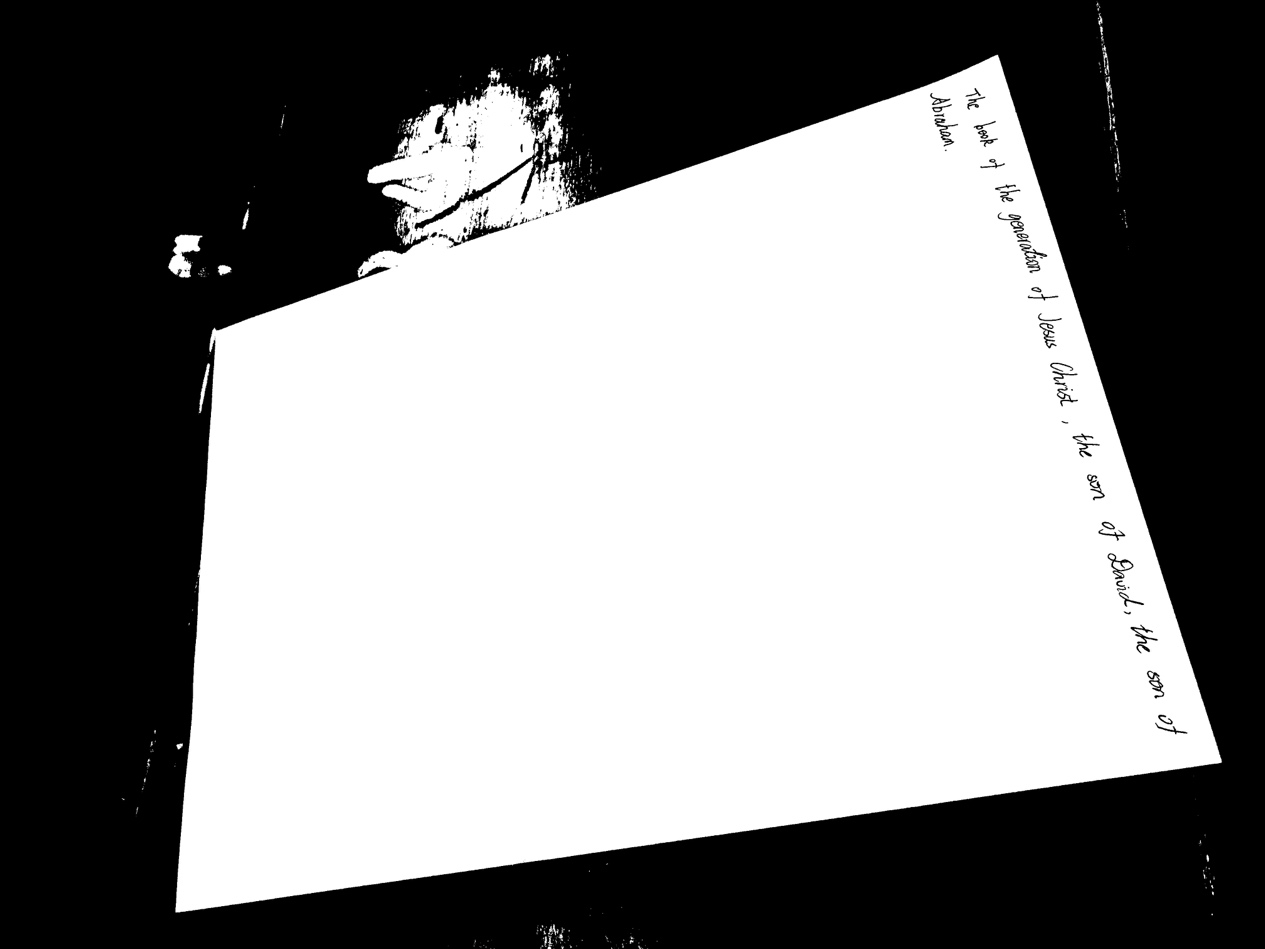 The book of the generation of Jesus Christ, the son of David, the son of
Abraham.